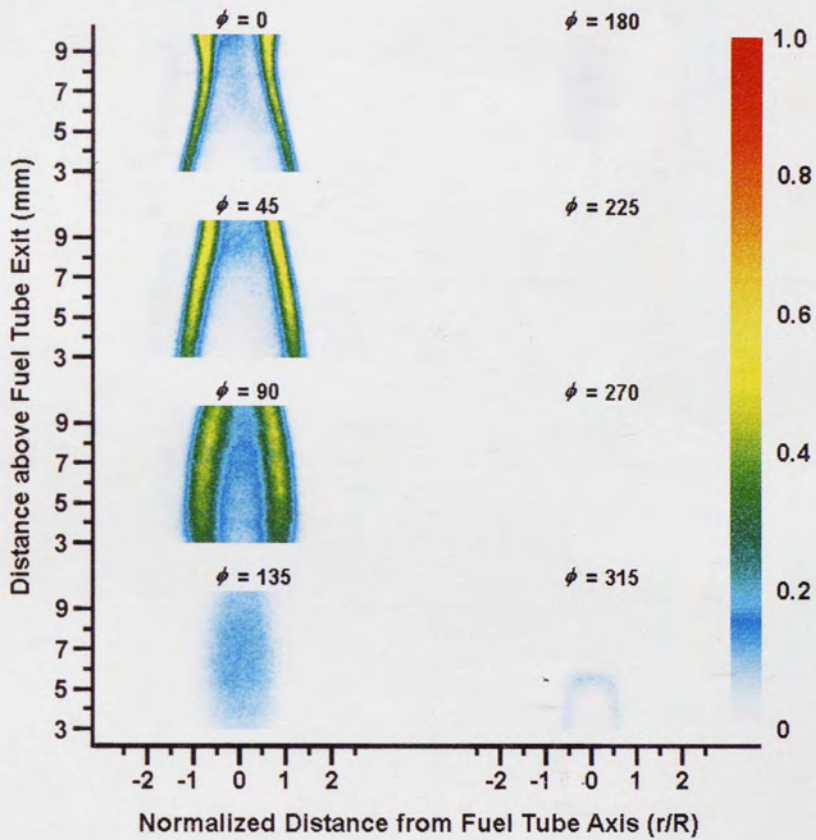 ϕ = 0
ϕ = 180
1.0
9
7
5
3
0.8
ϕ = 45
ϕ = 225
9
7
5
3
0.6
Distance above Fuel Tube Exit (mm)
ϕ = 90
ϕ = 270
9
7
5
3
0.4
ϕ = 135
ϕ = 315
0.2
9
7
5
3
0
-2 -1 0 1 2
-2 -1 0 1 2
Normalized Distance from Fuel Tube Axis (r/R)